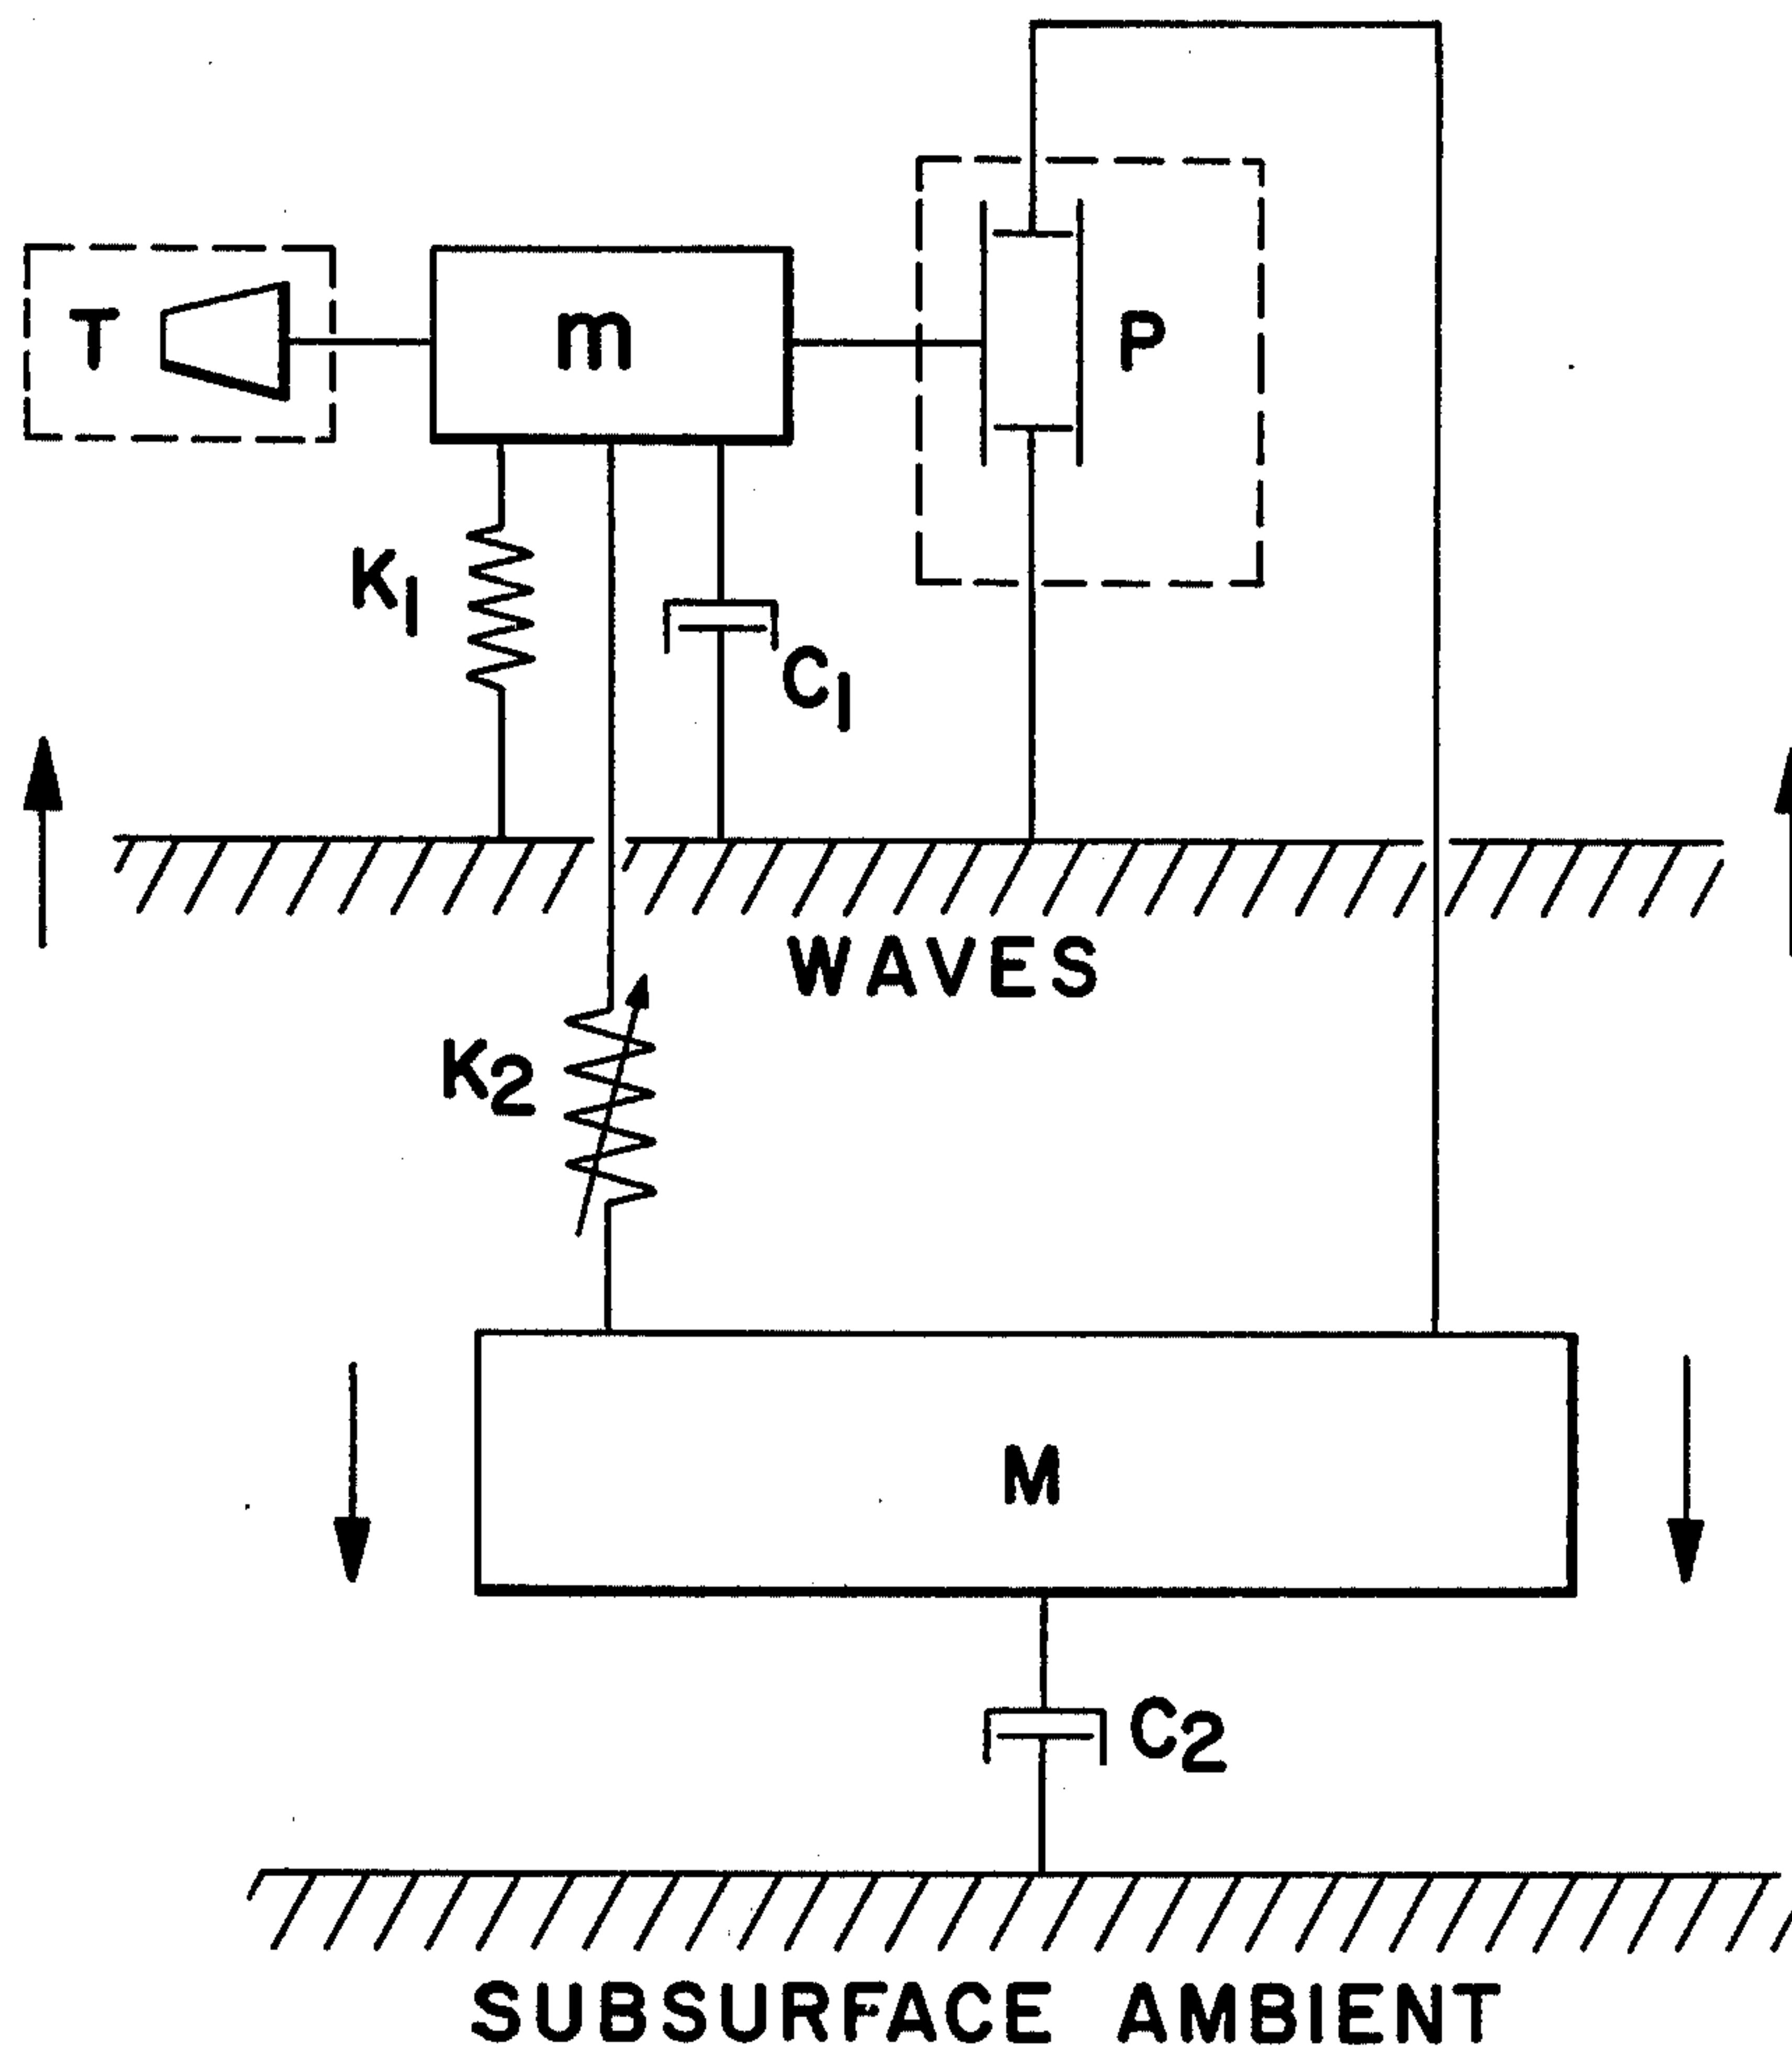 T
m
P
K1
C1
WAVES
K2
M
C2
SUBSURFACE AMBIENT